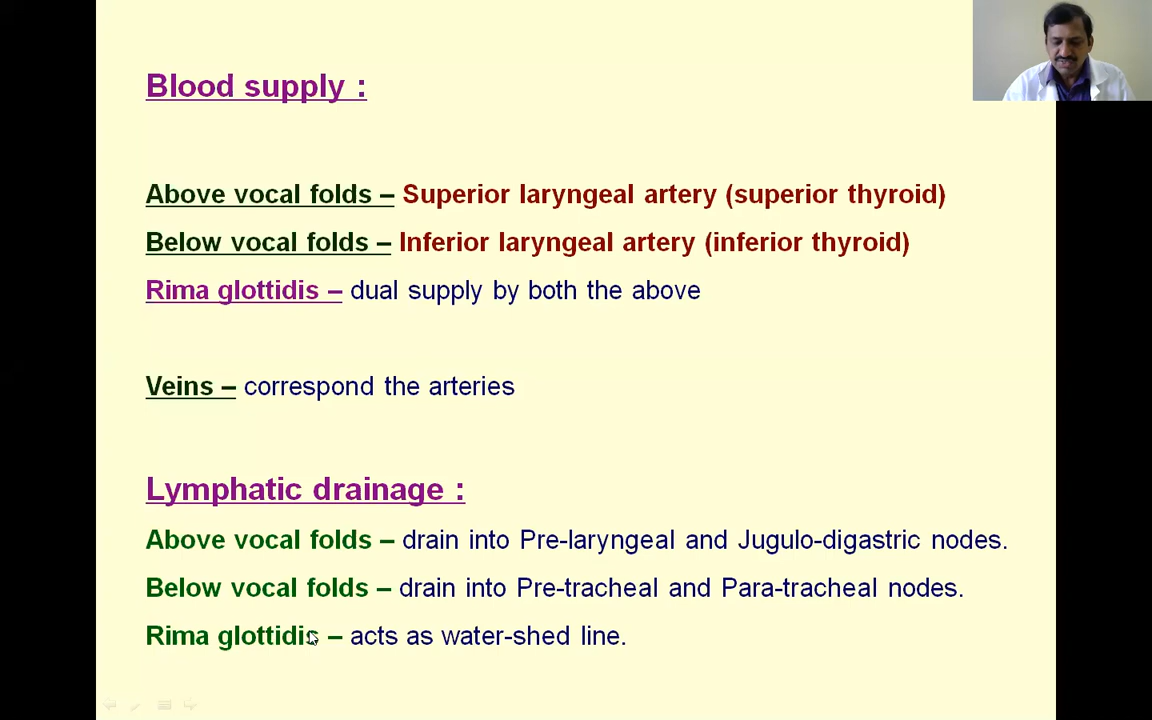 Blood supply :
Above vocal folds – Superior laryngeal artery (superior thyroid)
Below vocal folds – Inferior laryngeal artery (inferior thyroid)
Rima glottidis – dual supply by both the above
Veins – correspond the arteries
Lymphatic drainage :
Above vocal folds – drain into Pre-laryngeal and Jugulo-digastric nodes.
Below vocal folds – drain into Pre-tracheal and Para-tracheal nodes.
Rima glottidis – acts as water-shed line.